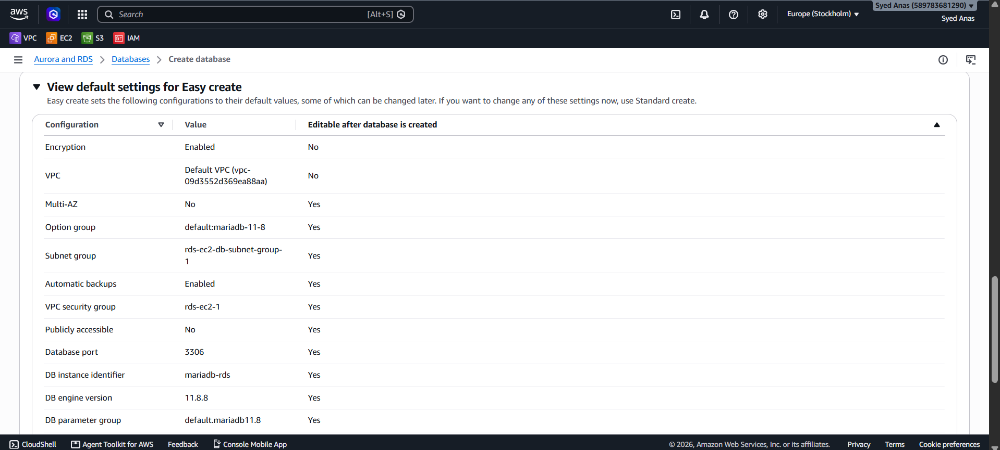 aws
Search [Alt+S]
Europe (Stockholm)
Syed Anas (589783681290)
Syed Anas
VPC EC2 S3 IAM
Aurora and RDS Databases Create database
View default settings for Easy create
Easy create sets the following configurations to their default values, some of which can be changed later. If you want to change any of these settings now, use Standard create.
Configuration Value Editable after database is created
Encryption Enabled No
VPC Default VPC (vpc-
09d3552d369ea88aa) No
Multi-AZ No Yes
Option group default:mariadb-11-8 Yes
Subnet group rds-ec2-db-subnet-group-
1 Yes
Automatic backups Enabled Yes
VPC security group rds-ec2-1 Yes
Publicly accessible No Yes
Database port 3306 Yes
DB instance identifier mariadb-rds Yes
DB engine version 11.8.8 Yes
DB parameter group default.mariadb11.8 Yes
CloudShell Agent Toolkit for AWS Feedback Console Mobile App © 2026, Amazon Web Services, Inc. or its affiliates. Privacy Terms Cookie preferences